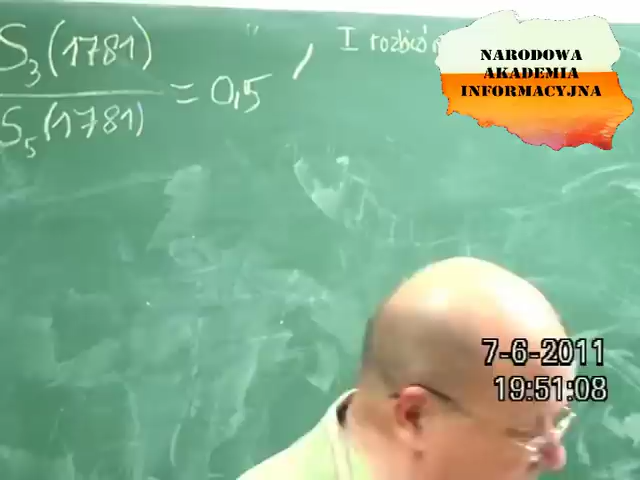 S₃(1781)
S₅(1781)
= 0,5
I rozbió
NARODOWA
AKADEMIA
INFORMACYJNA
7-6-2011
19:51:08